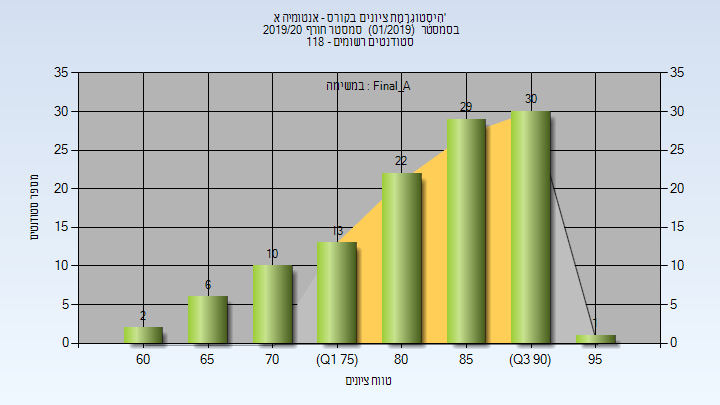 היסטוגרמת ציונים בקורס - אנטומיה א'
בסמסטר (01/2019) סמסטר חורף 2019/20
סטודנטים רשומים - 118
במשימה : Final_A
35 35
30 30
25 25
20 20
15 15
10 10
5 5
0 0
2 6 10 13 22 29 30 1
מספר סטודנטים
60 65 70 (Q1 75) 80 85 (Q3 90) 95
טווח ציונים